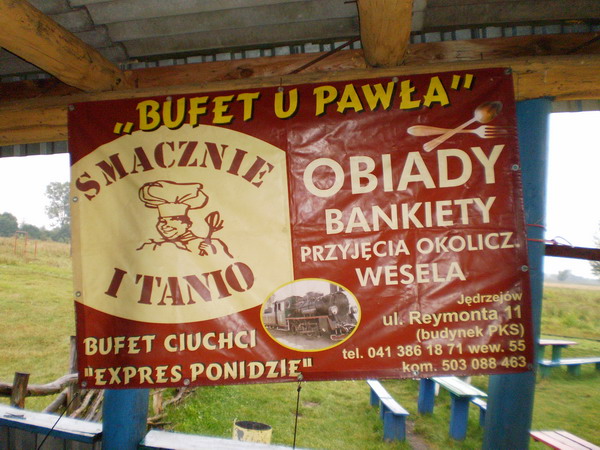 „BUFET U PAWŁA”
SMACZNIE
I TANIO
BUFET CIUCHCI
"EXPRES PONIDZIE"
OBIADY
BANKIETY
PRZYJĘCIA OKOLICZ.
WESELA
Jędrzejów
ul. Reymonta 11
(budynek PKS)
tel. 041 386 18 71 wew. 55
kom. 503 088 463